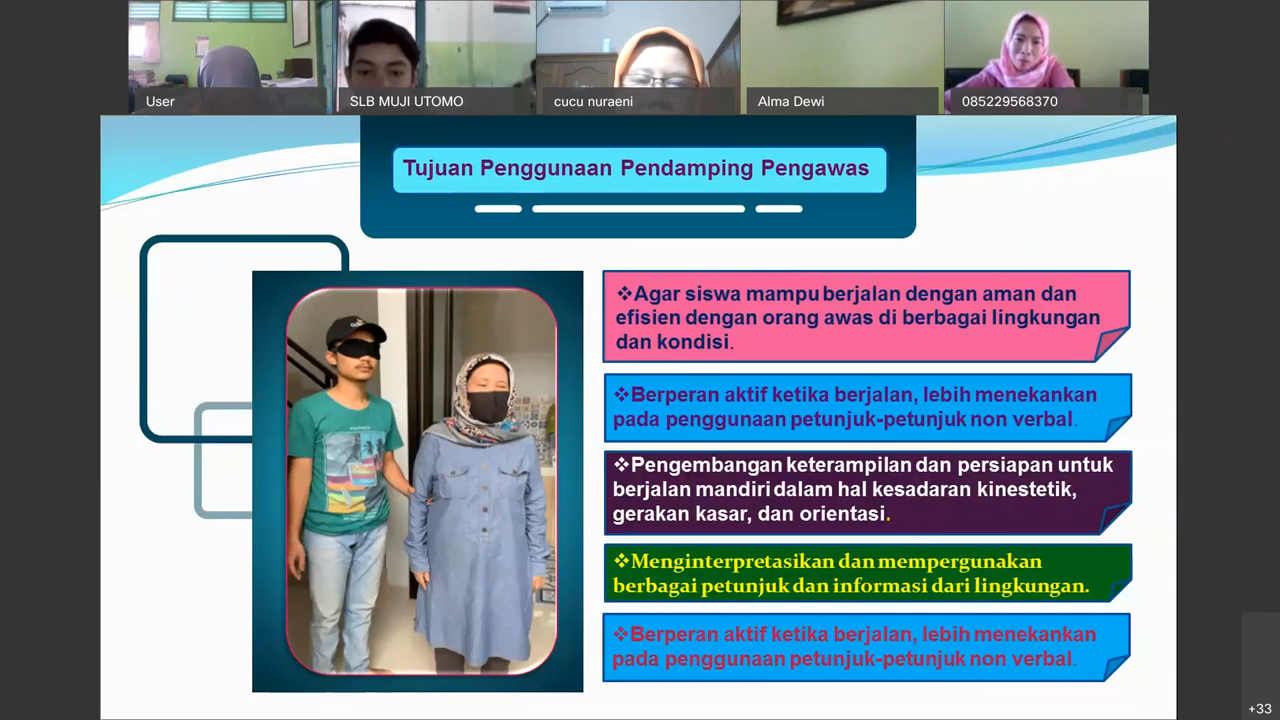 User
SLB MUJI UTOMO
cucu nuraeni
Alma Dewi
085229568370
Tujuan Penggunaan Pendamping Pengawas
❖Agar siswa mampu berjalan dengan aman dan
efisien dengan orang awas di berbagai lingkungan
dan kondisi.
❖Berperan aktif ketika berjalan, lebih menekankan
pada penggunaan petunjuk-petunjuk non verbal.
❖Pengembangan keterampilan dan persiapan untuk
berjalan mandiri dalam hal kesadaran kinestetik,
gerakan kasar, dan orientasi.
❖Menginterpretasikan dan mempergunakan
berbagai petunjuk dan informasi dari lingkungan.
❖Berperan aktif ketika berjalan, lebih menekankan
pada penggunaan petunjuk-petunjuk non verbal.
+33